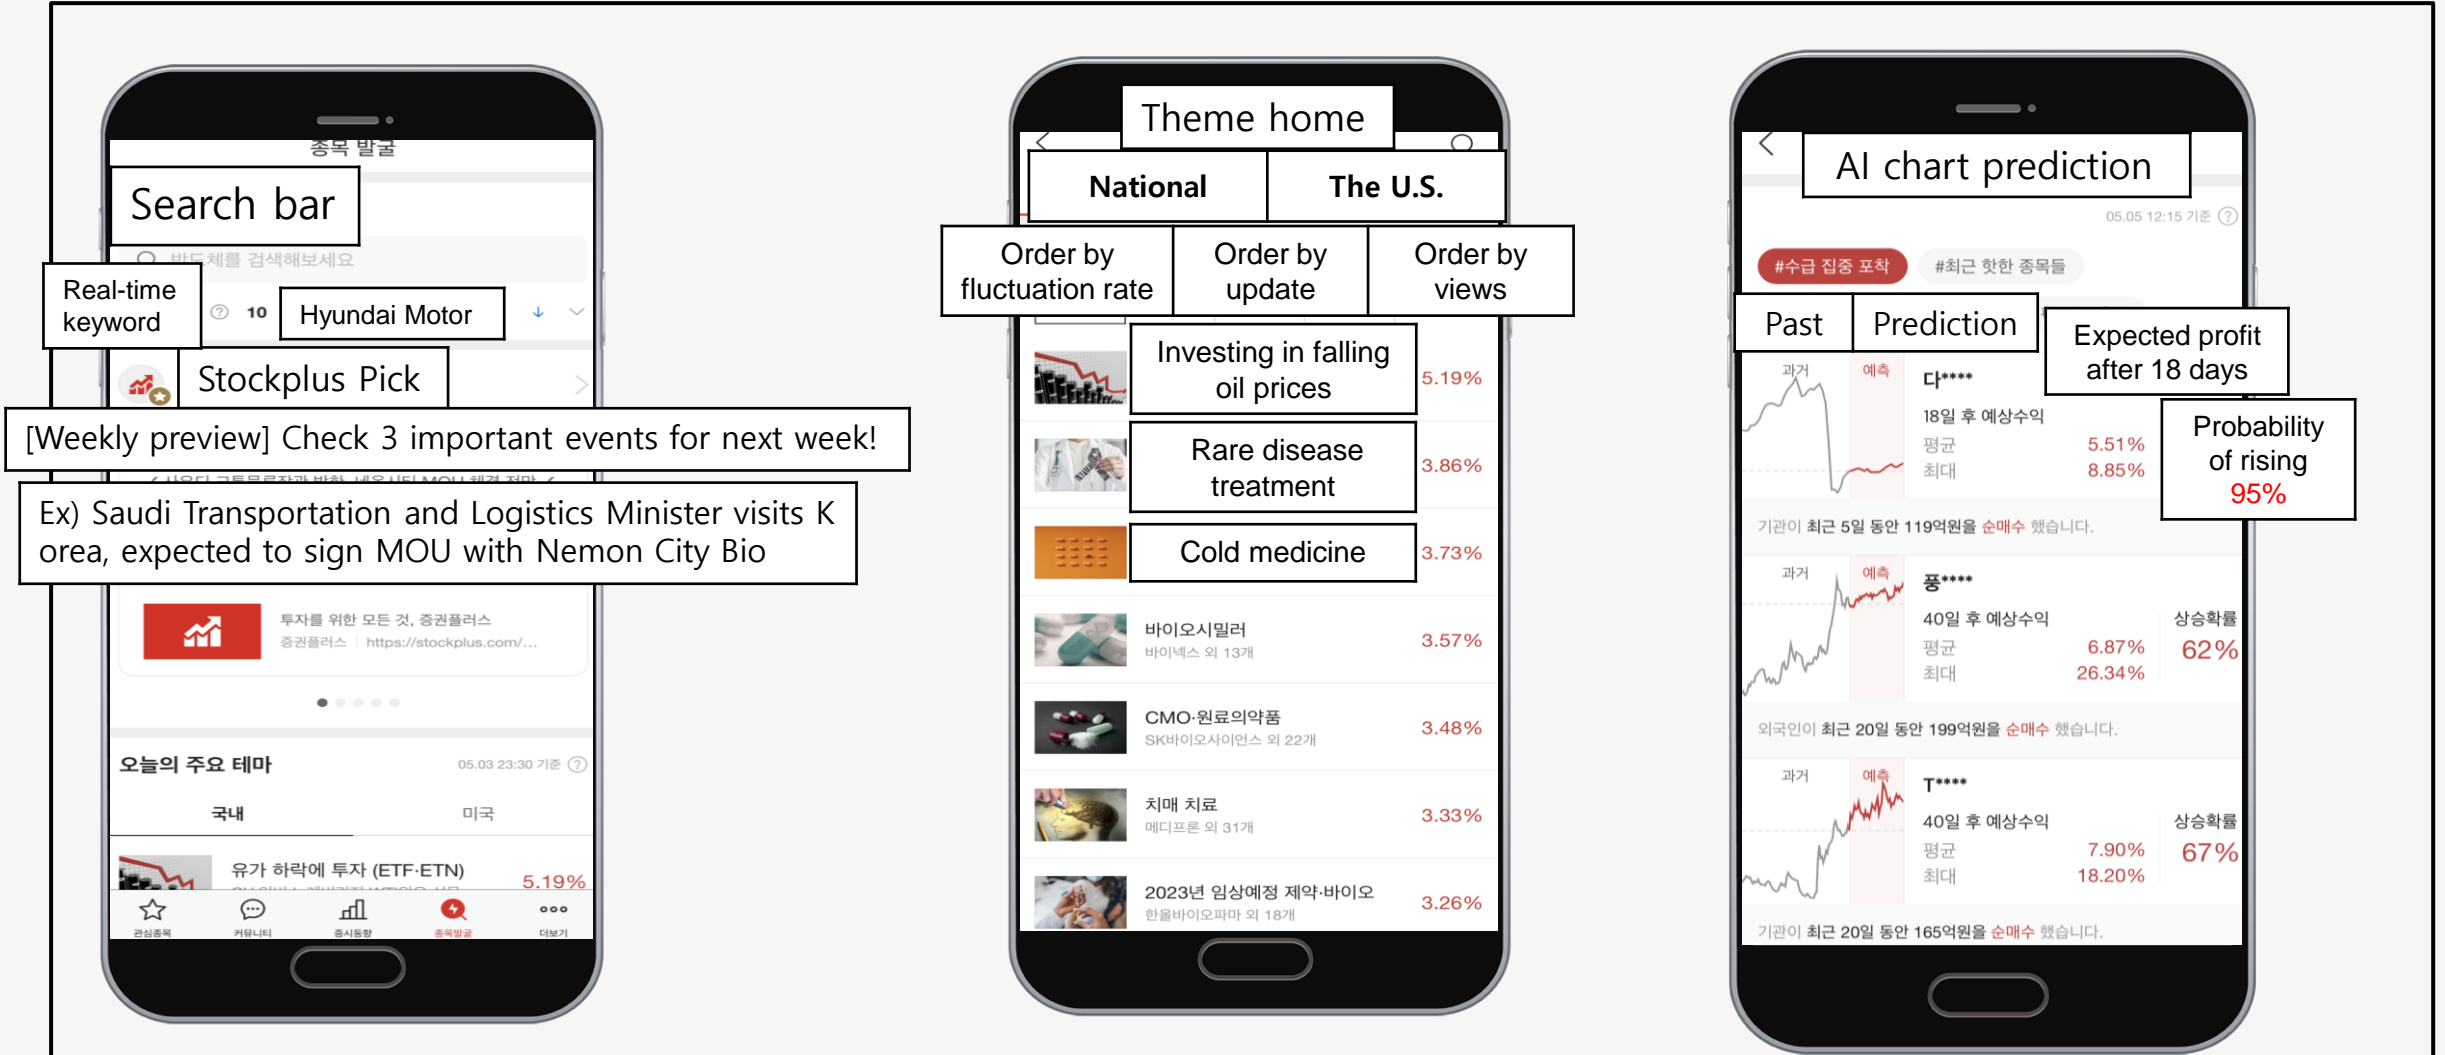 종목 발굴
Search bar
반도체를 검색해보세요
Real-time
keyword
10
Hyundai Motor
Stockplus Pick
[Weekly preview] Check 3 important events for next week!
Ex) Saudi Transportation and Logistics Minister visits K
orea, expected to sign MOU with Nemon City Bio
투자를 위한 모든 것, 증권플러스
증권플러스 | https://stockplus.com/...
오늘의 주요 테마
05.03 23:30 기준 ?
국내
미국
유가 하락에 투자 (ETF·ETN)
5.19%
관심종목
커뮤니티
증시동향
종목발굴
더보기
Theme home
National
The U.S.
Order by
fluctuation rate
Order by
update
Order by
views
Investing in falling
oil prices
5.19%
Rare disease
treatment
3.86%
Cold medicine
3.73%
바이오시밀러
바이넥스 외 13개
3.57%
CMO·원료의약품
SK바이오사이언스 외 22개
3.48%
치매 치료
메디프론 외 31개
3.33%
2023년 임상예정 제약·바이오
한올바이오파마 외 18개
3.26%
AI chart prediction
05.05 12:15 기준 ?
#수급 집중 포착
#최근 핫한 종목들
Past
Prediction
Expected profit
after 18 days
Probability
of rising
95%
과거
예측
다****
18일 후 예상수익
평균
5.51%
최대
8.85%
기관이 최근 5일 동안 119억원을 순매수 했습니다.
과거
예측
풍****
40일 후 예상수익
상승확률
평균
6.87%
62%
최대
26.34%
외국인이 최근 20일 동안 199억원을 순매수 했습니다.
과거
예측
T****
40일 후 예상수익
상승확률
평균
7.90%
67%
최대
18.20%
기관이 최근 20일 동안 165억원을 순매수 했습니다.